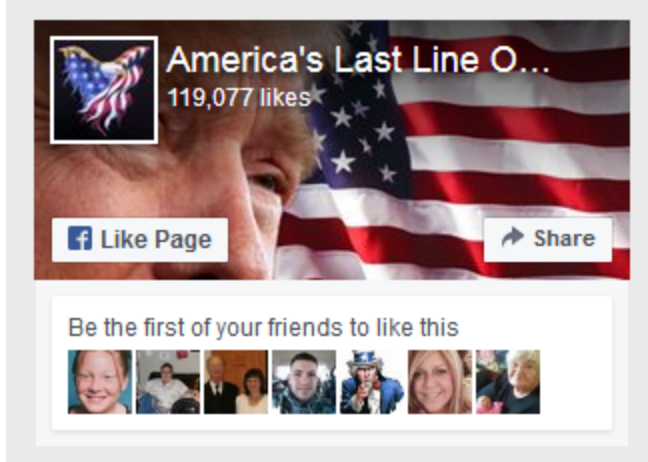 America's Last Line O...
119,077 likes
Like Page
Share
Be the first of your friends to like this